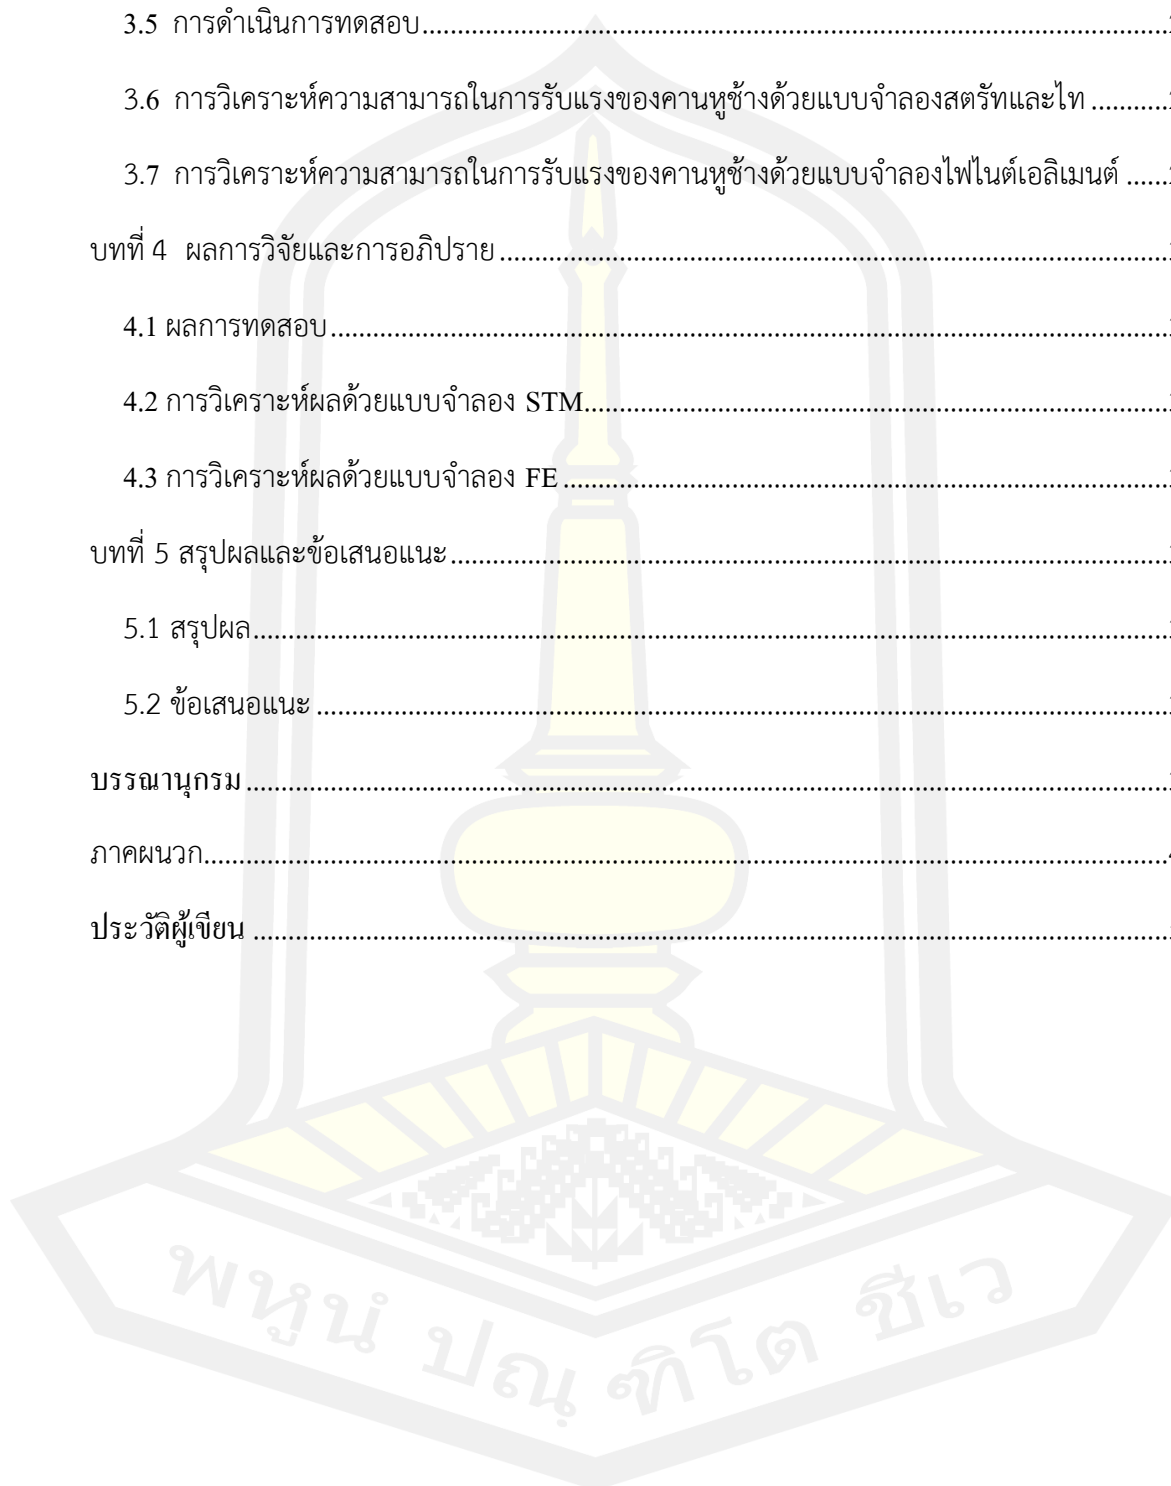 3.5 การดำเนินการทดสอบ
3.6 การวิเคราะห์ความสามารถในการรับแรงของคานหูช้างด้วยแบบจำลองสตรัทและไท
3.7 การวิเคราะห์ความสามารถในการรับแรงของคานหูช้างด้วยแบบจำลองไฟไนต์เอลิเมนต์
บทที่ 4 ผลการวิจัยและการอภิปราย
4.1 ผลการทดสอบ
4.2 การวิเคราะห์ผลด้วยแบบจำลอง STM
4.3 การวิเคราะห์ผลด้วยแบบจำลอง FE
บทที่ 5 สรุปผลและข้อเสนอแนะ
5.1 สรุปผล
5.2 ข้อเสนอแนะ
บรรณานุกรม
ภาคผนวก
ประวัติผู้เขียน
พหูนํ ปณฺฑิโต ชีเว